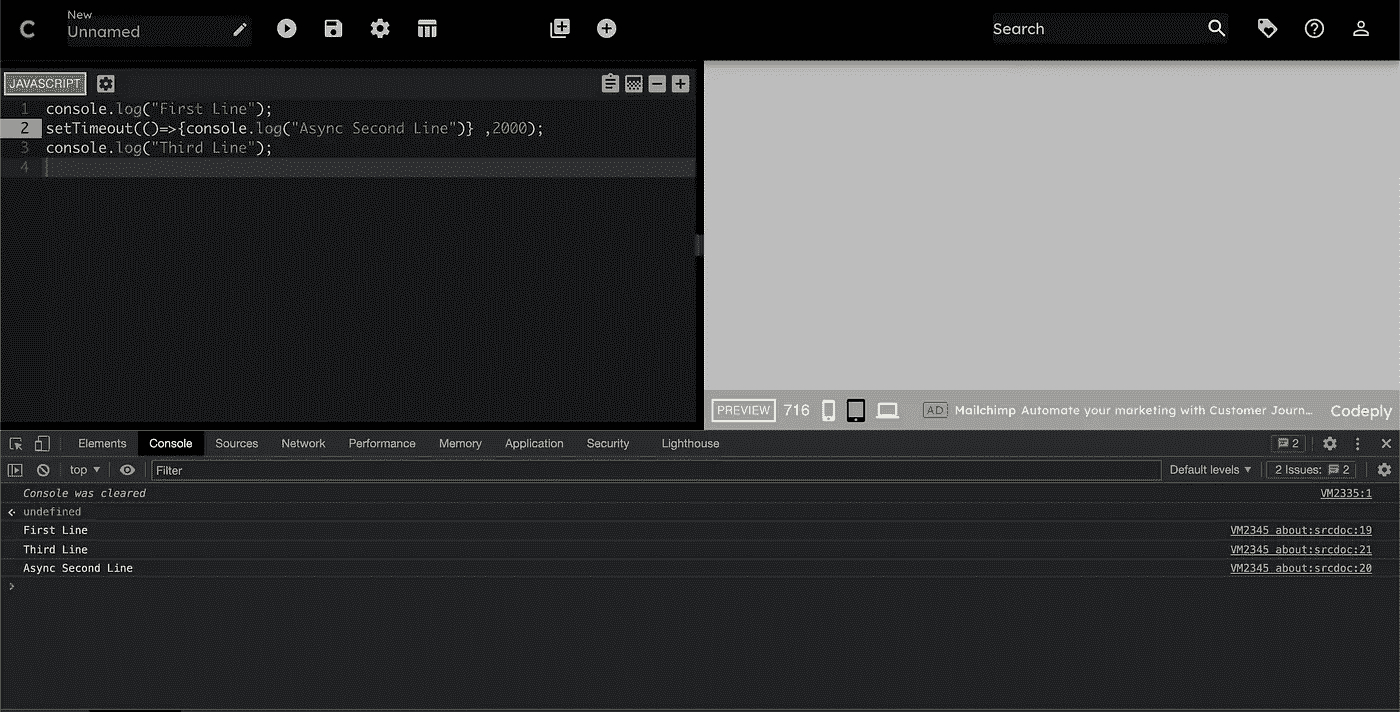 C New
Unnamed
Search
JAVASCRIPT
1 console.log("First Line");
2 setTimeout(()=>{console.log("Async Second Line")} ,2000);
3 console.log("Third Line");
4
PREVIEW 716 AD Mailchimp Automate your marketing with Customer Journ... Codeply
Elements Console Sources Network Performance Memory Application Security Lighthouse 2
top Filter Default levels 2 Issues: 2
Console was cleared VM2335:1
undefined
First Line VM2345 about:srcdoc:19
Third Line VM2345 about:srcdoc:21
Async Second Line VM2345 about:srcdoc:20
>